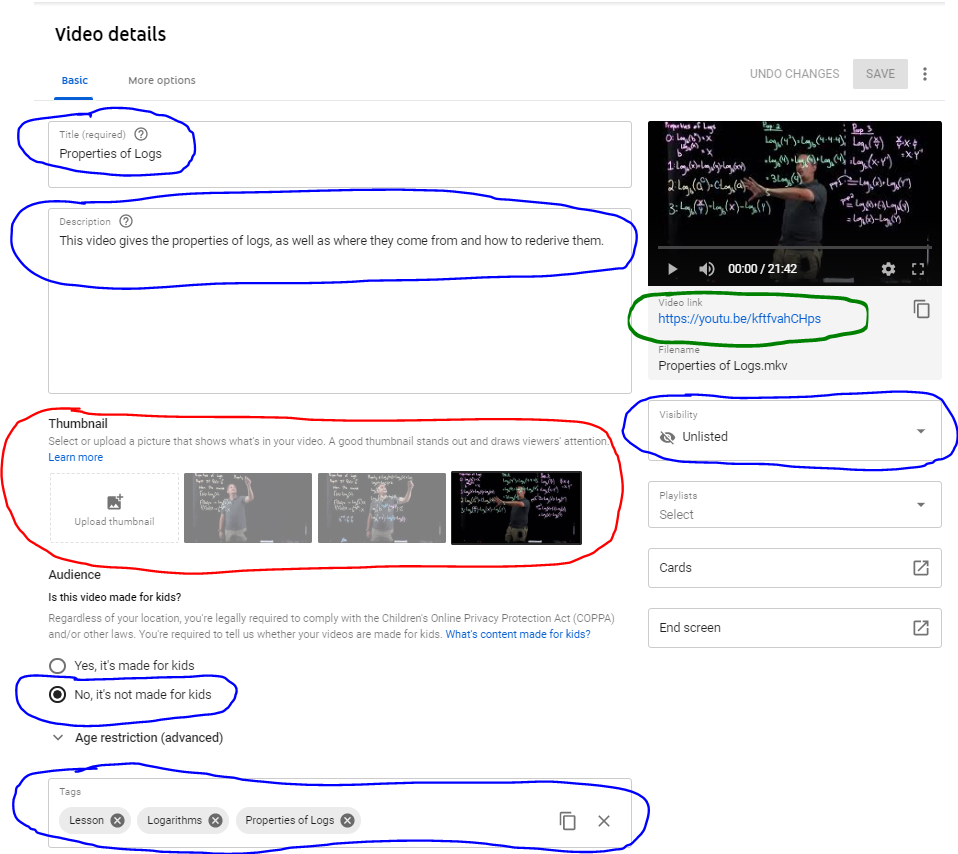 Video details
Basic
More options
UNDO CHANGES
SAVE
Title (required)
Properties of Logs
Description
This video gives the properties of logs, as well as where they come from and how to rederive them.
Properties of Logs
00:00 / 21:42
Video link
https://youtu.be/kftfvahCHps
Filename
Properties of Logs.mkv
Thumbnail
Select or upload a picture that shows what's in your video. A good thumbnail stands out and draws viewers' attention.
Learn more
Upload thumbnail
Visibility
Unlisted
Playlists
Select
Cards
End screen
Audience
Is this video made for kids?
Regardless of your location, you're legally required to comply with the Children's Online Privacy Protection Act (COPPA)
and/or other laws. You're required to tell us whether your videos are made for kids. What's content made for kids?
Yes, it's made for kids
No, it's not made for kids
Age restriction (advanced)
Tags
Lesson
Logarithms
Properties of Logs